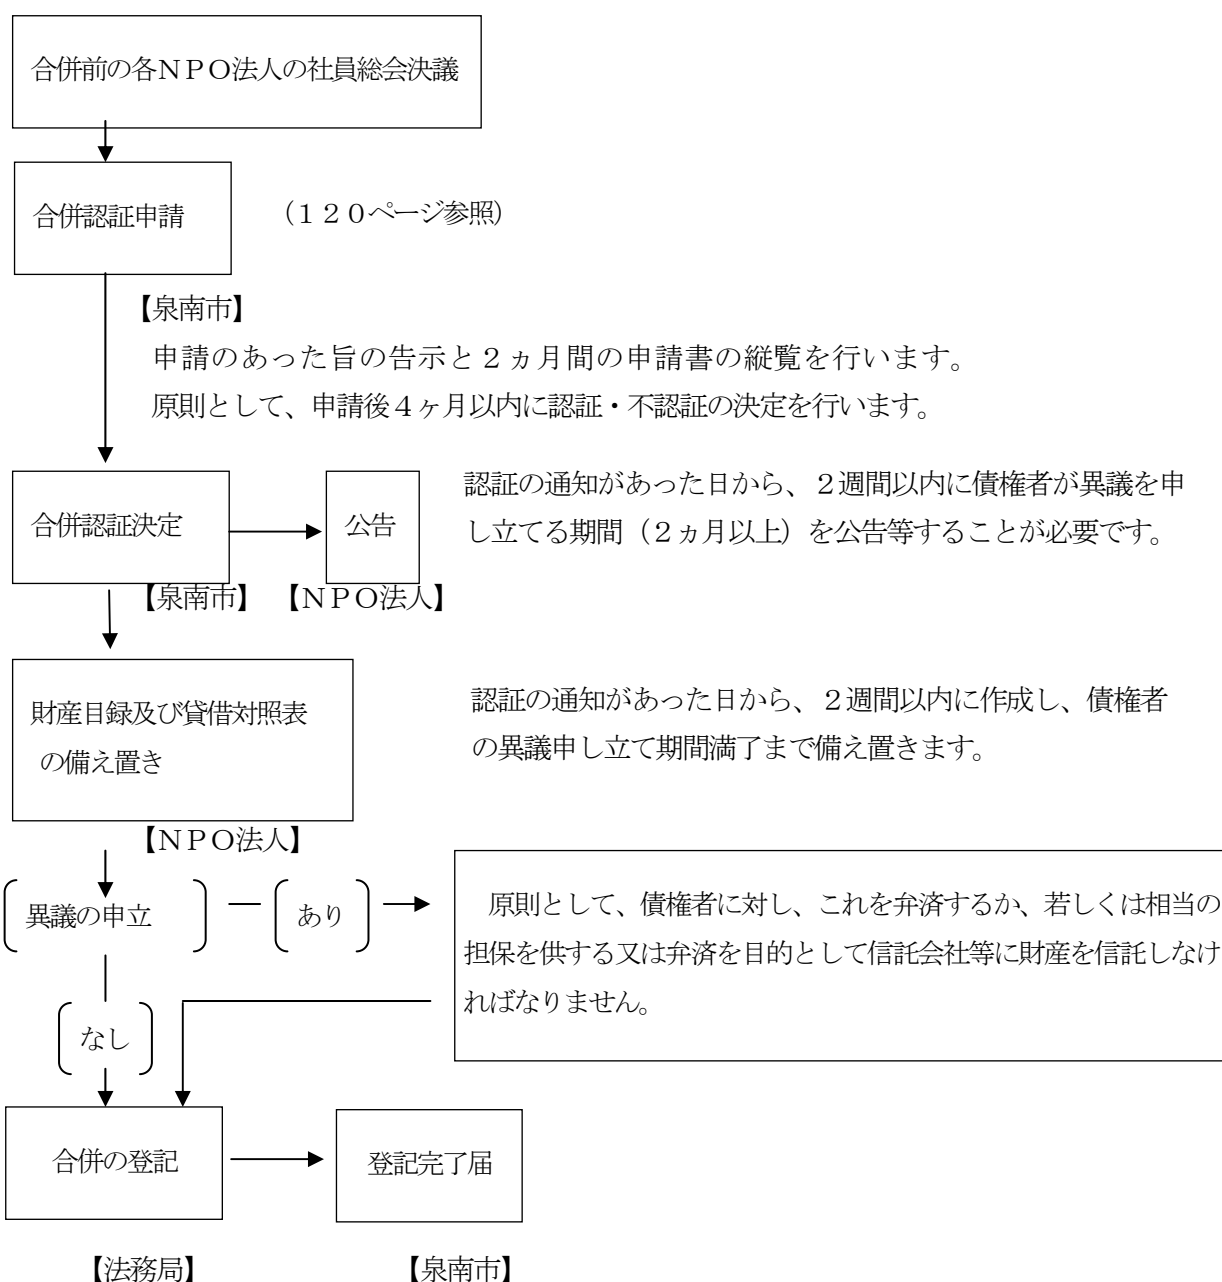 合併前の各ＮＰＯ法人の社員総会決議
合併認証申請
（１２０ページ参照）
【泉南市】
申請のあった旨の告示と２ヵ月間の申請書の縦覧を行います。
原則として、申請後４ヶ月以内に認証・不認証の決定を行います。
合併認証決定
公告
認証の通知があった日から、２週間以内に債権者が異議を申
し立てる期間（２ヵ月以上）を公告等することが必要です。
【泉南市】
【ＮＰＯ法人】
財産目録及び貸借対照表
の備え置き
認証の通知があった日から、２週間以内に作成し、債権者
の異議申し立て期間満了まで備え置きます。
【ＮＰＯ法人】
異議の申立
あり
原則として、債権者に対し、これを弁済するか、若しくは相当の
担保を供する又は弁済を目的として信託会社等に財産を信託しなけ
ればなりません。
なし
合併の登記
登記完了届
【法務局】
【泉南市】